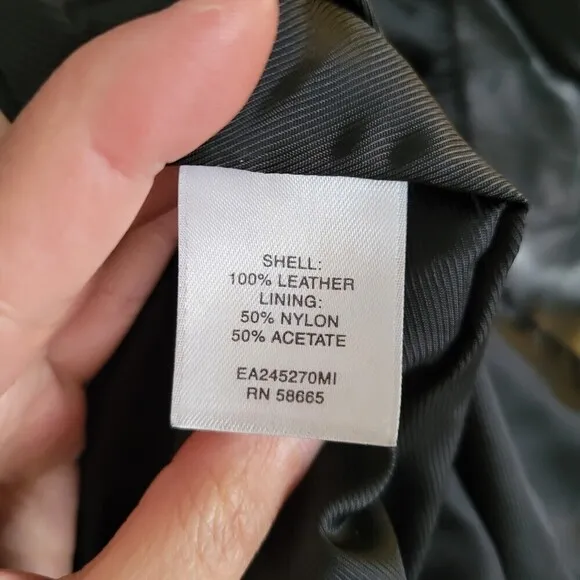 SHELL:
100% LEATHER
LINING:
50% NYLON
50% ACETATE
EA245270MI
RN 58665